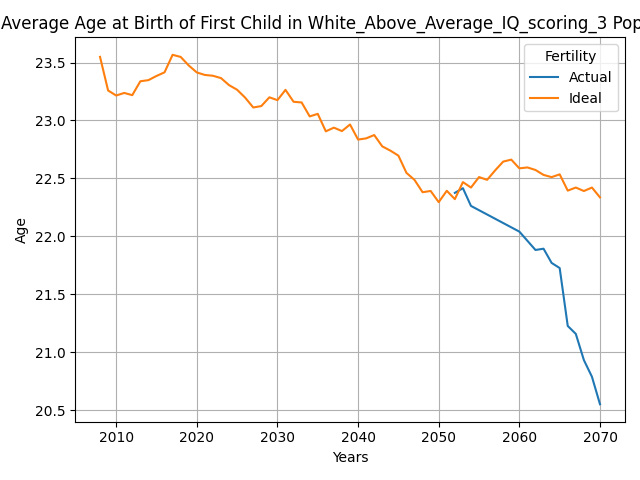 Average Age at Birth of First Child in White_Above_Average_IQ_scoring_3 Pop
Fertility
Actual
Ideal
Age
23.5
23.0
22.5
22.0
21.5
21.0
20.5
2010 2020 2030 2040 2050 2060 2070
Years